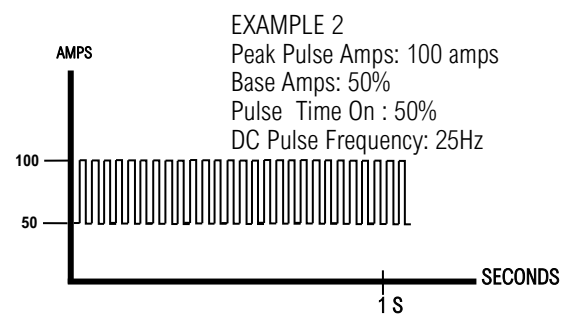 EXAMPLE 2
Peak Pulse Amps: 100 amps
Base Amps: 50%
Pulse Time On : 50%
DC Pulse Frequency: 25Hz
AMPS
100
50
SECONDS
1 S